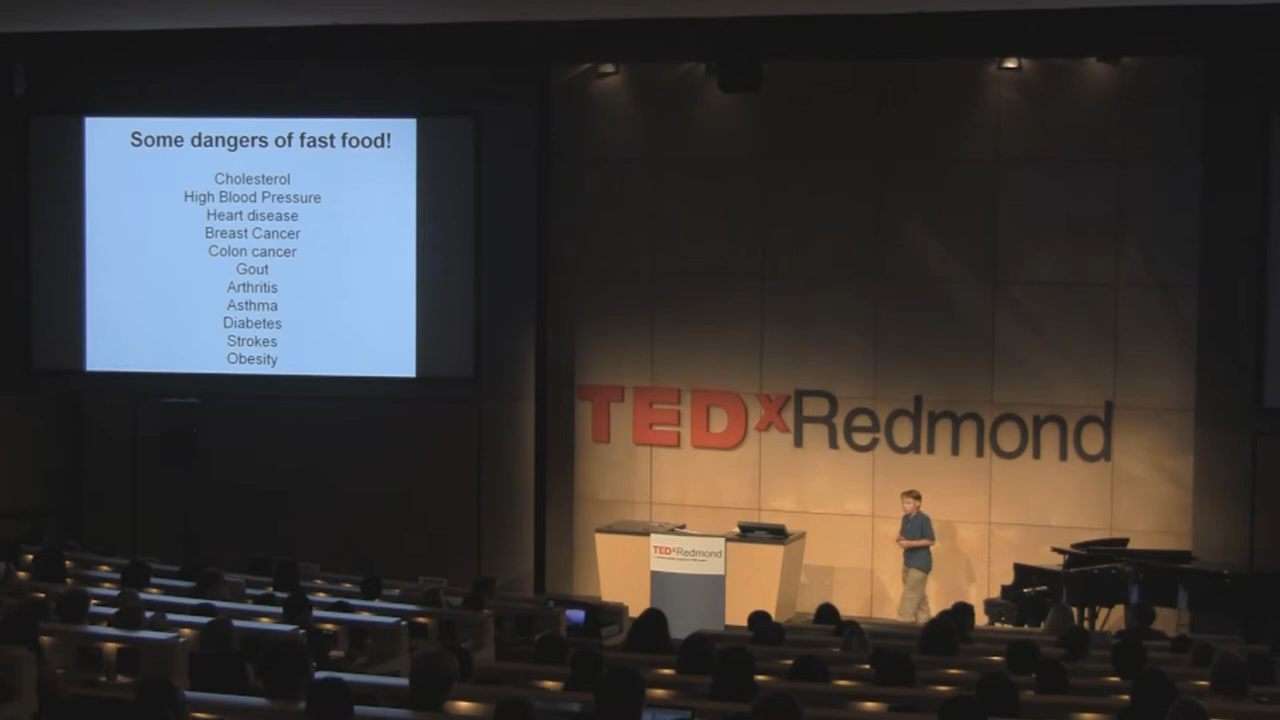 Some dangers of fast food!
Cholesterol
High Blood Pressure
Heart disease
Breast Cancer
Colon cancer
Gout
Arthritis
Asthma
Diabetes
Strokes
Obesity
TEDxRedmond
TEDxRedmond